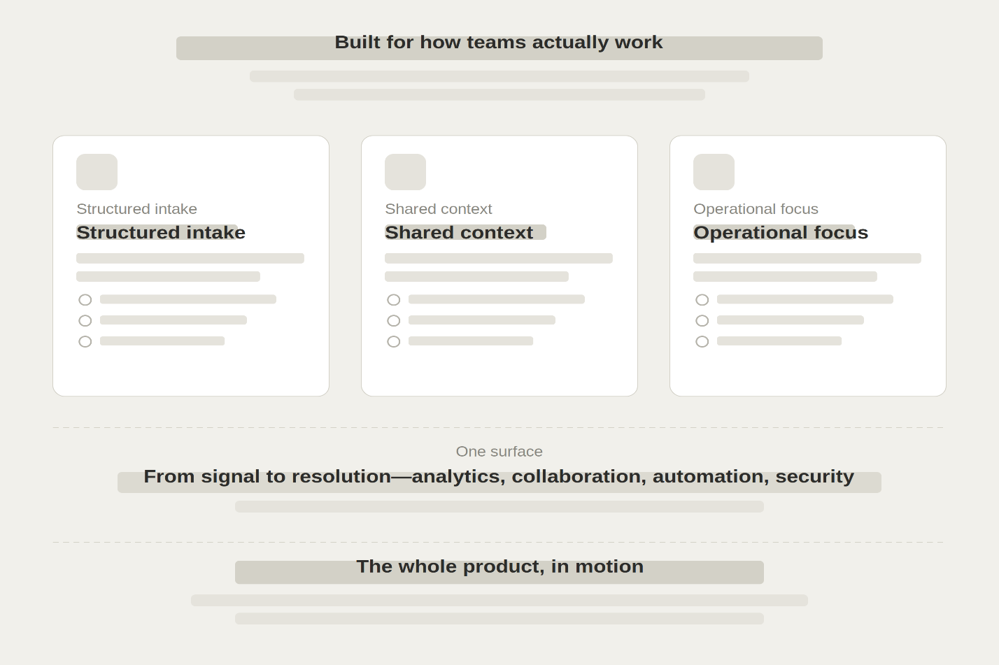 Built for how teams actually work
Structured intake
Structured intake
Shared context
Shared context
Operational focus
Operational focus
One surface
From signal to resolution—analytics, collaboration, automation, security
The whole product, in motion